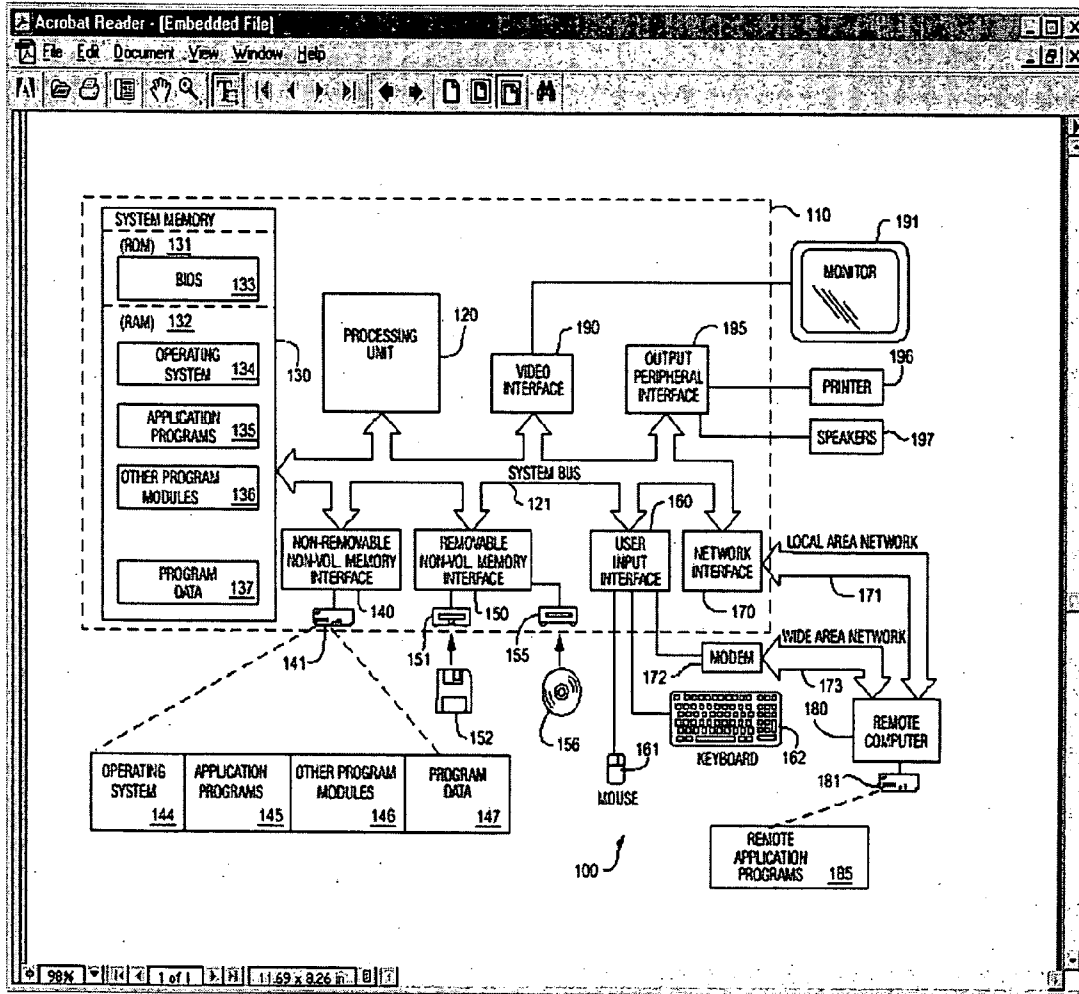 Acrobat Reader - [Embedded File]
File Edit Document View Window Help
SYSTEM MEMORY
(ROM) 131
BIOS 133
(RAM) 132
OPERATING SYSTEM 134
APPLICATION PROGRAMS 135
OTHER PROGRAM MODULES 136
PROGRAM DATA 137
130
PROCESSING UNIT
120
VIDEO INTERFACE
190
OUTPUT PERIPHERAL INTERFACE
195
110
191
MONITOR
PRINTER
196
SPEAKERS
197
SYSTEM BUS
121
NON-REMOVABLE NON-VOL. MEMORY INTERFACE
140
REMOVABLE NON-VOL. MEMORY INTERFACE
150
USER INPUT INTERFACE
160
NETWORK INTERFACE
170
LOCAL AREA NETWORK
171
WIDE AREA NETWORK
173
MODEM
172
141
151
152
155
156
161
MOUSE
KEYBOARD
162
180
REMOTE COMPUTER
181
OPERATING SYSTEM 144
APPLICATION PROGRAMS 145
OTHER PROGRAM MODULES 146
PROGRAM DATA 147
REMOTE APPLICATION PROGRAMS 185
100
98%
1 of 1
11.69 x 8.26 in